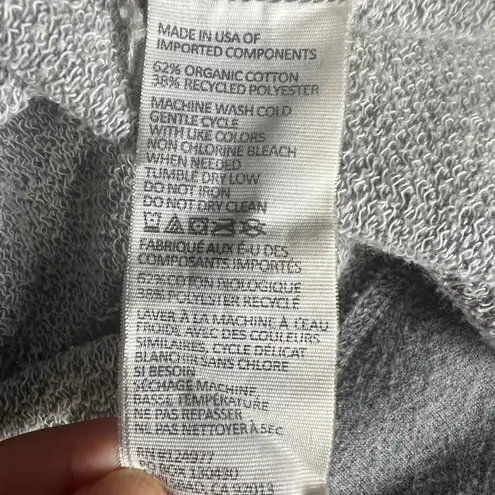 MADE IN USA OF
IMPORTED COMPONENTS
62% ORGANIC COTTON
38% RECYCLED POLYESTER
MACHINE WASH COLD
GENTLE CYCLE
WITH LIKE COLORS
NON CHLORINE BLEACH
WHEN NEEDED
TUMBLE DRY LOW
DO NOT IRON
DO NOT DRY CLEAN
FABRIQUÉ AUX É-U DES
COMPOSANTS IMPORTÉS
62% COTON BIOLOGIQUE
38% POLYESTER RECYCLÉ
LAVER À LA MACHINE À L'EAU
FROIDE AVEC DES COULEURS
SIMILAIRES, CYCLE DÉLICAT
BLANCHIR SANS CHLORE
SI BESOIN
SÉCHAGE MACHINE
BASSE TEMPÉRATURE
NE PAS REPASSER
NE PAS NETTOYER À SEC